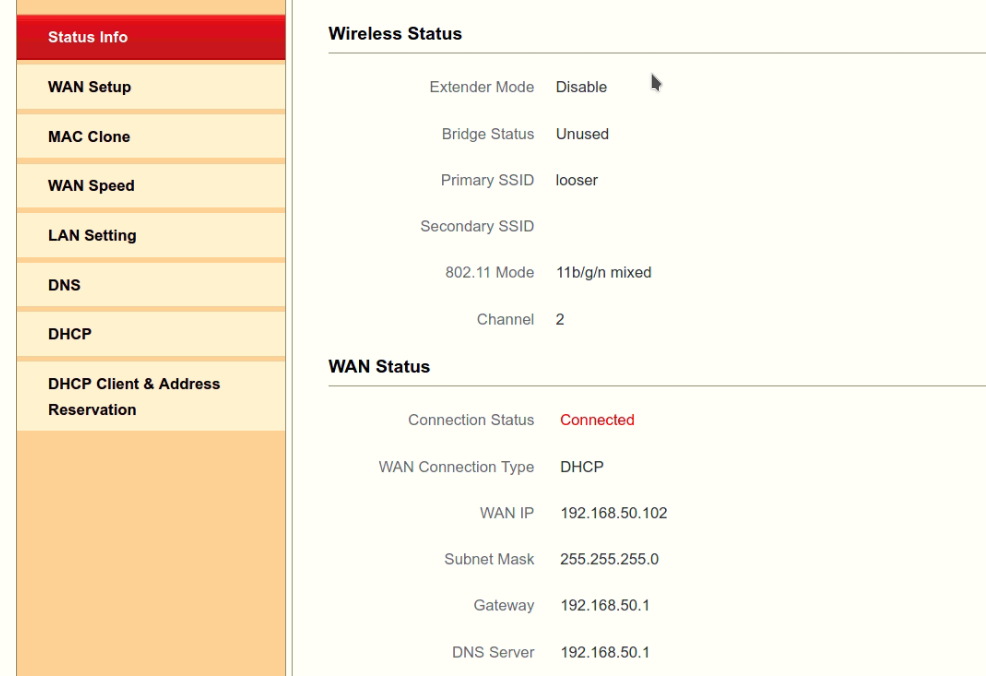 Status Info
WAN Setup
MAC Clone
WAN Speed
LAN Setting
DNS
DHCP
DHCP Client & Address
Reservation
Wireless Status
Extender Mode Disable
Bridge Status Unused
Primary SSID looser
Secondary SSID
802.11 Mode 11b/g/n mixed
Channel 2
WAN Status
Connection Status Connected
WAN Connection Type DHCP
WAN IP 192.168.50.102
Subnet Mask 255.255.255.0
Gateway 192.168.50.1
DNS Server 192.168.50.1